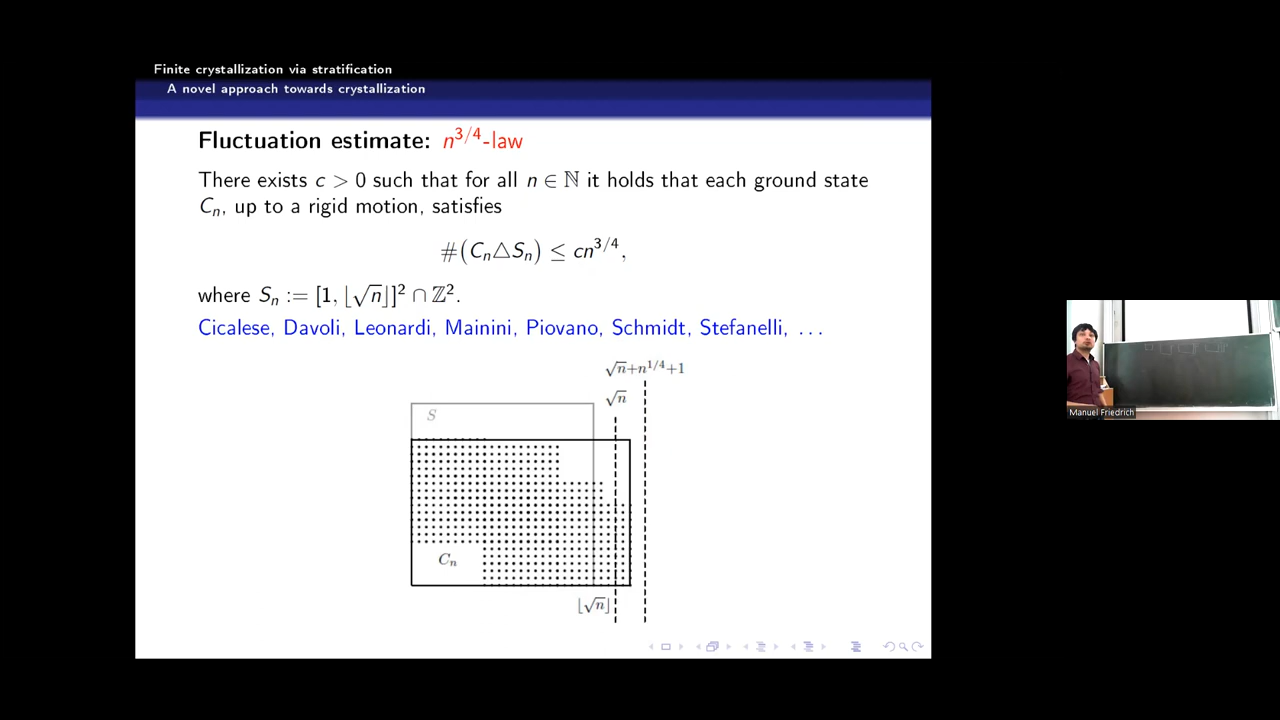 Finite crystallization via stratification
A novel approach towards crystallization
Fluctuation estimate: n^{3/4}-law
There exists c > 0 such that for all n ∈ ℕ it holds that each ground state
C_n, up to a rigid motion, satisfies
#(C_n△S_n) ≤ cn^{3/4},
where S_n := [1, ⌊√n⌋]² ∩ ℤ².
Cicalese, Davoli, Leonardi, Mainini, Piovano, Schmidt, Stefanelli, ...
√n+n^{1/4}+1
√n
S
C_n
⌊√n⌋
Manuel Friedrich